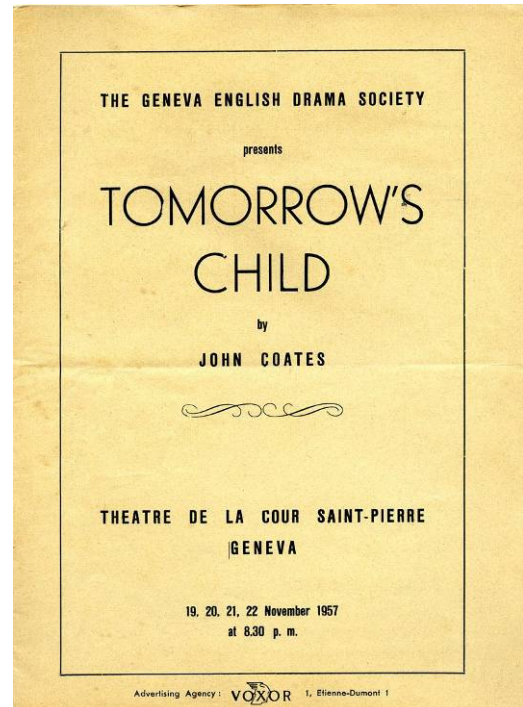 THE GENEVA ENGLISH DRAMA SOCIETY
presents
TOMORROW'S
CHILD
by
JOHN COATES
THEATRE DE LA COUR SAINT-PIERRE
GENEVA
19, 20, 21, 22 November 1957
at 8.30 p. m.
Advertising Agency : VOXOR 1, Etienne-Dumont 1